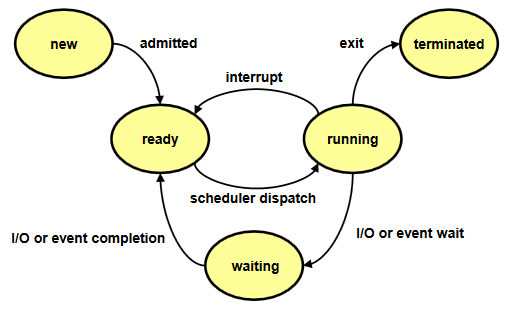 new
admitted
exit
terminated
interrupt
ready
running
scheduler dispatch
I/O or event completion
I/O or event wait
waiting